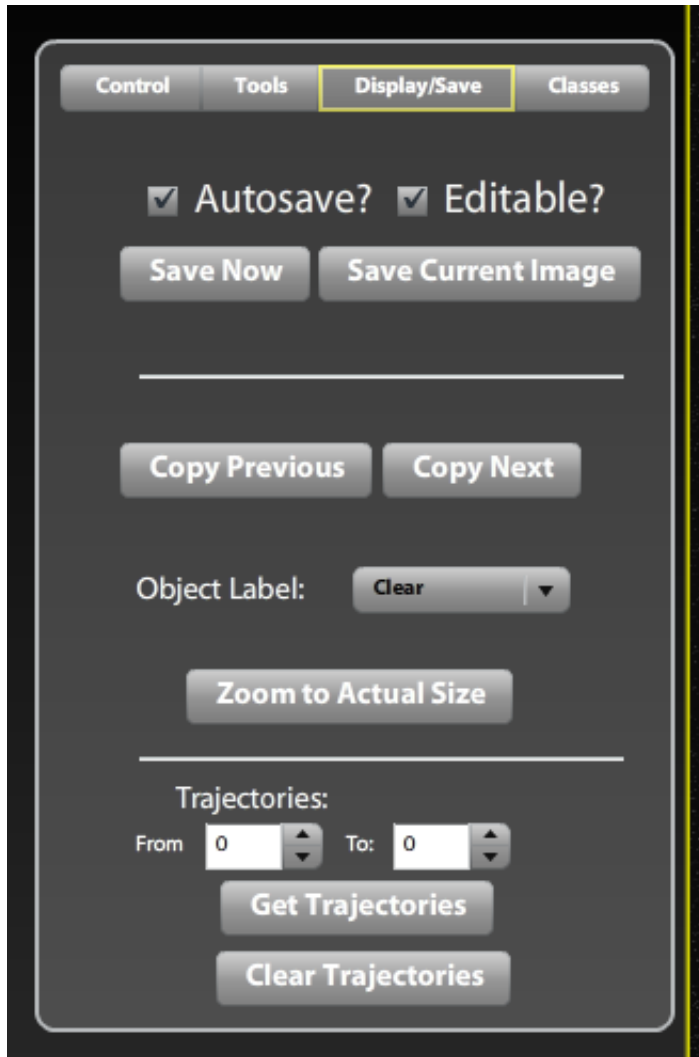 Control Tools Display/Save Classes
Autosave? Editable?
Save Now Save Current Image
Copy Previous Copy Next
Object Label: Clear
Zoom to Actual Size
Trajectories:
From 0 To: 0
Get Trajectories
Clear Trajectories